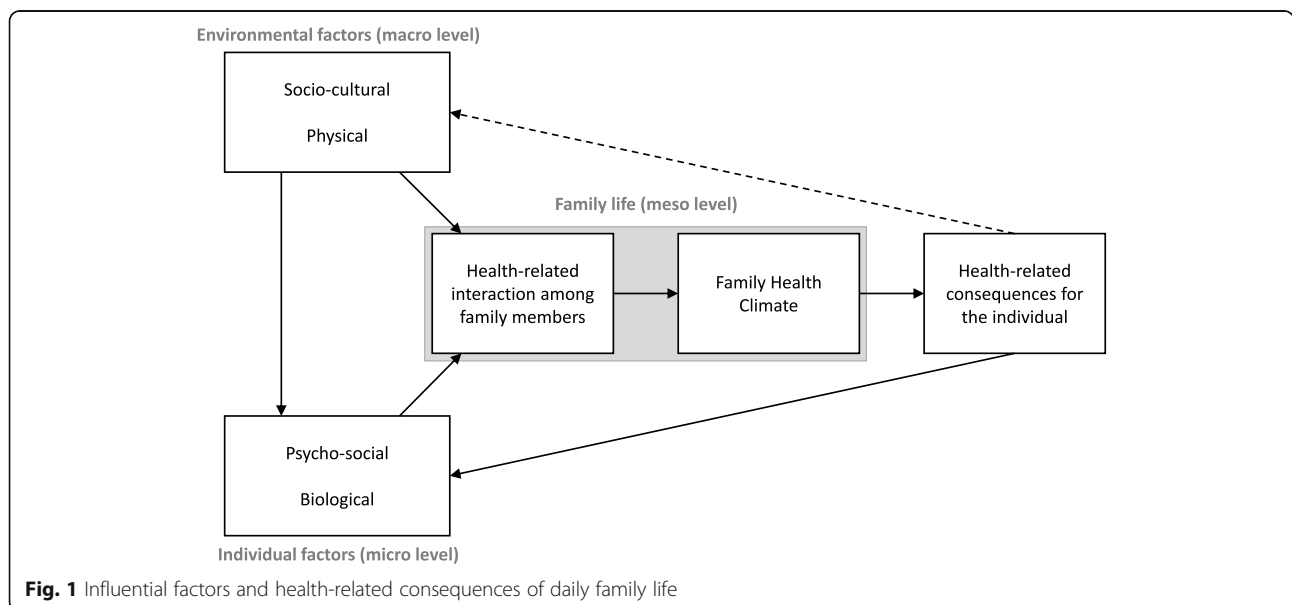 Environmental factors (macro level)
Socio-cultural
Physical
Family life (meso level)
Health-related
interaction among
family members
Family Health
Climate
Health-related
consequences for
the individual
Psycho-social
Biological
Individual factors (micro level)
Fig. 1 Influential factors and health-related consequences of daily family life